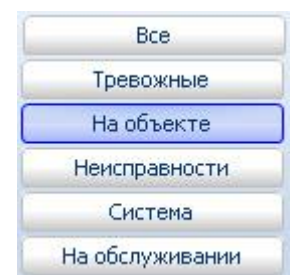 Все
Тревожные
На объекте
Неисправности
Система
На обслуживании